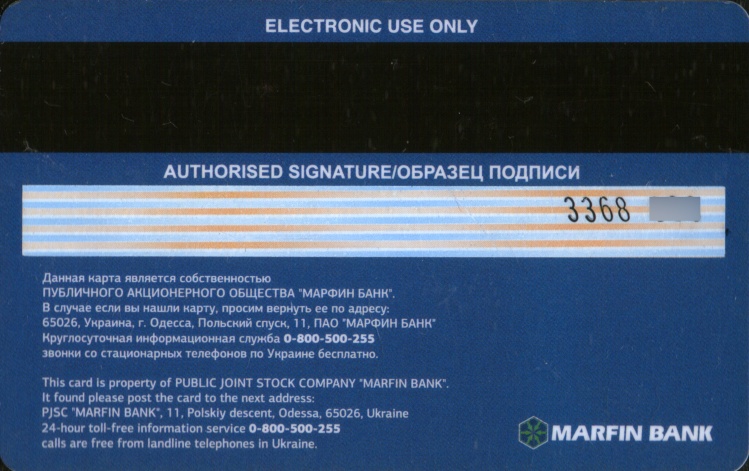 ELECTRONIC USE ONLY
AUTHORISED SIGNATURE/ОБРАЗЕЦ ПОДПИСИ
3368
Данная карта является собственностью
ПУБЛИЧНОГО АКЦИОНЕРНОГО ОБЩЕСТВА "МАРФИН БАНК".
В случае если вы нашли карту, просим вернуть ее по адресу:
65026, Украина, г. Одесса, Польский спуск, 11, ПАО "МАРФИН БАНК"
Круглосуточная информационная служба 0-800-500-255
звонки со стационарных телефонов по Украине бесплатно.
This card is property of PUBLIC JOINT STOCK COMPANY "MARFIN BANK".
It found please post the card to the next address:
PJSC "MARFIN BANK", 11, Polskiy descent, Odessa, 65026, Ukraine
24-hour toll-free information service 0-800-500-255
calls are free from landline telephones in Ukraine.
MARFIN BANK